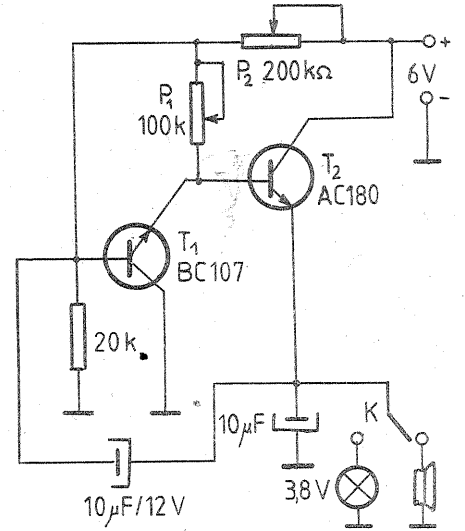 +
P₂ 200kΩ
6V
-
P₁
100k
T₂
AC180
T₁
BC107
20k
10μF
K
3,8V
10μF/12V